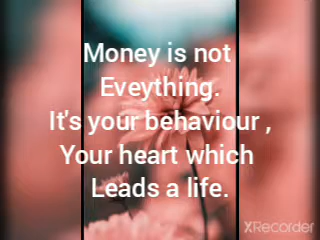 Money is not
Eveything.
It's your behaviour ,
Your heart which
Leads a life.
XRecorder